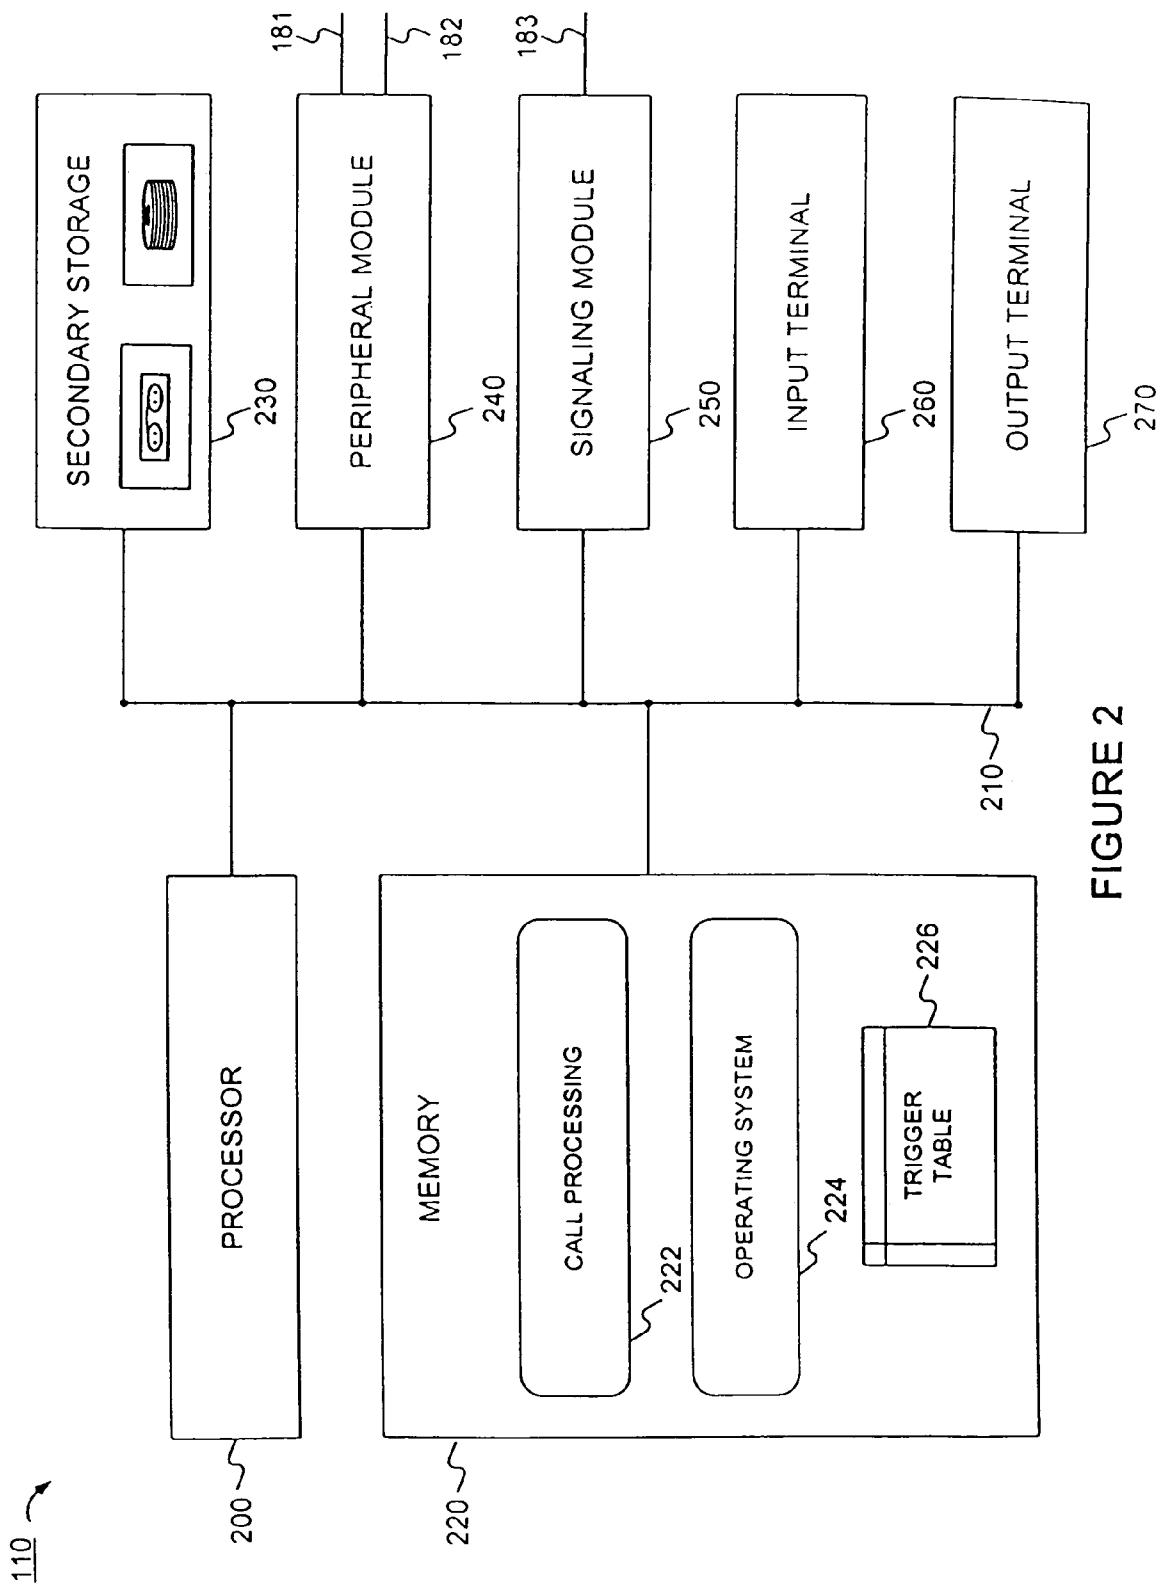 110
PROCESSOR
200
MEMORY
220
CALL PROCESSING
222
OPERATING SYSTEM
224
TRIGGER
TABLE
226
210
SECONDARY STORAGE
230
PERIPHERAL MODULE
240
181
182
SIGNALING MODULE
250
183
INPUT TERMINAL
260
OUTPUT TERMINAL
270
FIGURE 2